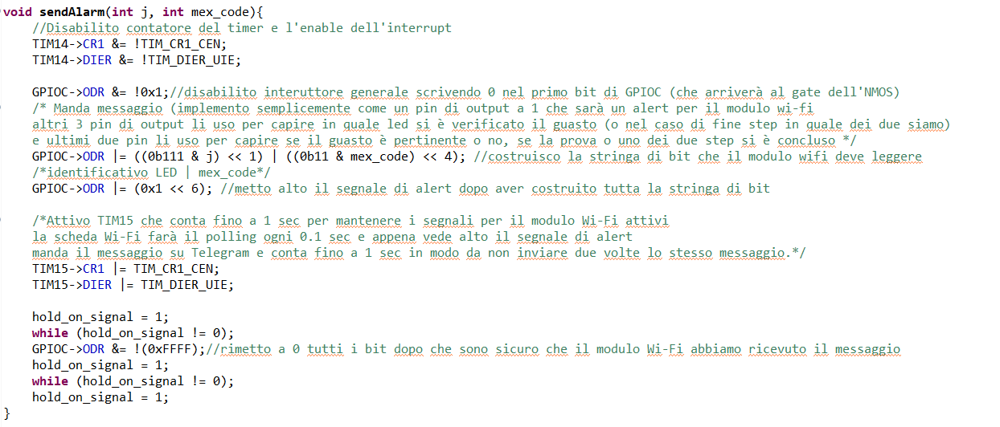 void sendAlarm(int j, int mex_code){
//Disabilito contatore del timer e l'enable dell'interrupt
TIM14->CR1 &= !TIM_CR1_CEN;
TIM14->DIER &= !TIM_DIER_UIE;
GPIOC->ODR &= !0x1;//disabilito interuttore generale scrivendo 0 nel primo bit di GPIOC (che arriverà al gate dell'NMOS)
/* Manda messaggio (implemento semplicemente come un pin di output a 1 che sarà un alert per il modulo wi-fi
altri 3 pin di output li uso per capire in quale led si è verificato il guasto (o nel caso di fine step in quale dei due siamo)
e ultimi due pin li uso per capire se il guasto è pertinente o no, se la prova o uno dei due step si è concluso */
GPIOC->ODR |= ((0b111 & j) << 1) | ((0b11 & mex_code) << 4); //costruisco la stringa di bit che il modulo wifi deve leggere
/*identificativo LED | mex_code*/
GPIOC->ODR |= (0x1 << 6); //metto alto il segnale di alert dopo aver costruito tutta la stringa di bit
/*Attivo TIM15 che conta fino a 1 sec per mantenere i segnali per il modulo Wi-Fi attivi
la scheda Wi-Fi farà il polling ogni 0.1 sec e appena vede alto il segnale di alert
manda il messaggio su Telegram e conta fino a 1 sec in modo da non inviare due volte lo stesso messaggio.*/
TIM15->CR1 |= TIM_CR1_CEN;
TIM15->DIER |= TIM_DIER_UIE;
hold_on_signal = 1;
while (hold_on_signal != 0);
GPIOC->ODR &= !(0xFFFF);//rimetto a 0 tutti i bit dopo che sono sicuro che il modulo Wi-Fi abbiamo ricevuto il messaggio
hold_on_signal = 1;
while (hold_on_signal != 0);
hold_on_signal = 1;
}